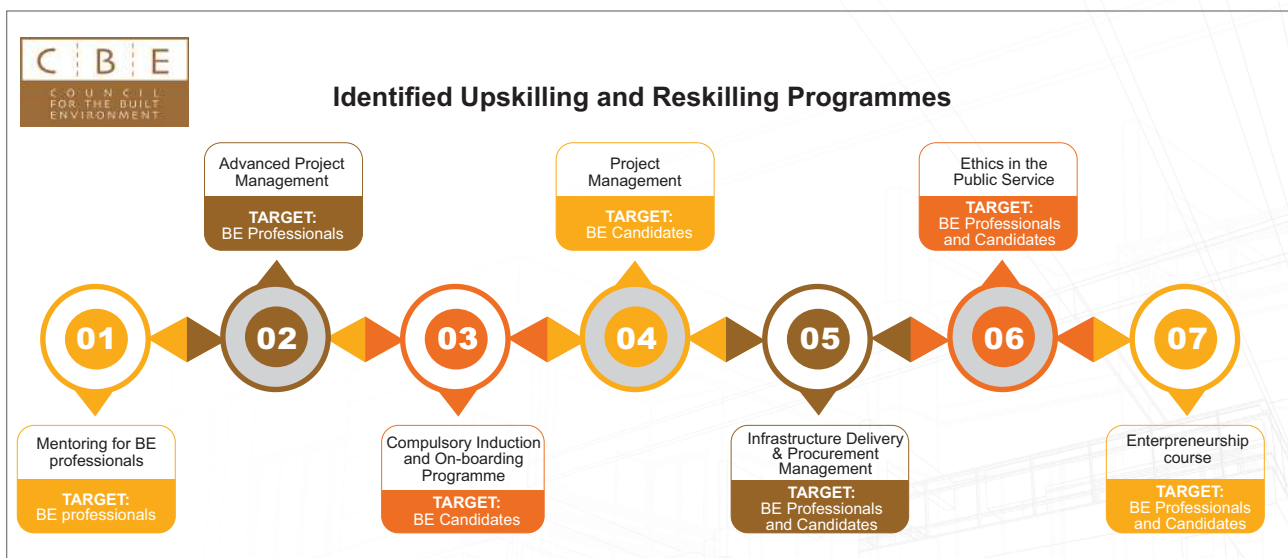 C B E
COUNCIL
FOR THE BUILT
ENVIRONMENT
Identified Upskilling and Reskilling Programmes
01
Mentoring for BE
professionals
TARGET:
BE professionals
Advanced Project
Management
TARGET:
BE Professionals
02
03
Compulsory Induction
and On-boarding
Programme
TARGET:
BE Candidates
Project
Management
TARGET:
BE Candidates
04
05
Infrastructure Delivery
& Procurement
Management
TARGET:
BE Professionals
and Candidates
Ethics in the
Public Service
TARGET:
BE Professionals
and Candidates
06
07
Enterpreneurship
course
TARGET:
BE Professionals
and Candidates